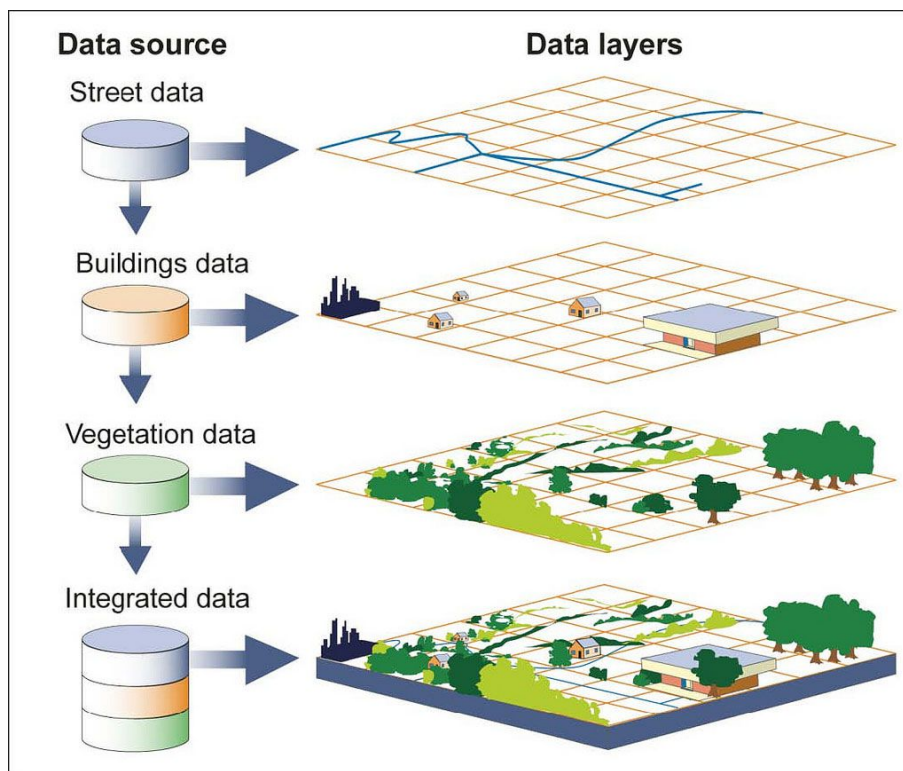 Data source
Data layers
Street data
Buildings data
Vegetation data
Integrated data